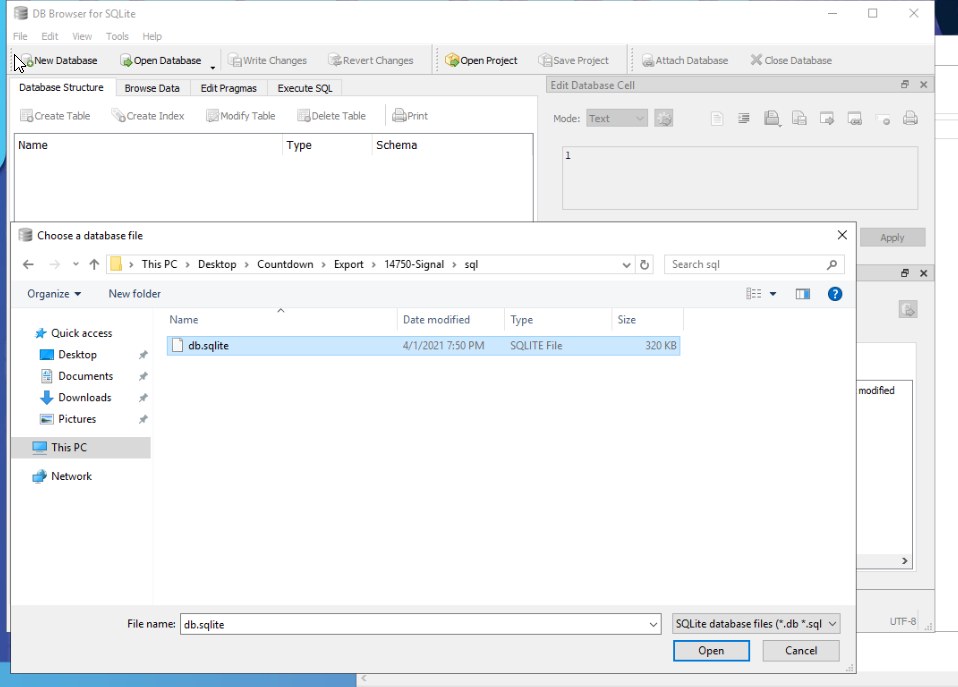 DB Browser for SQLite
File Edit View Tools Help
New Database Open Database Write Changes Revert Changes Open Project Save Project Attach Database Close Database
Database Structure Browse Data Edit Pragmas Execute SQL
Edit Database Cell
Create Table Create Index Modify Table Delete Table Print
Mode: Text
Name Type Schema
1
Apply
Choose a database file
This PC > Desktop > Countdown > Export > 14750-Signal > sql
Search sql
Organize New folder
Name Date modified Type Size
db.sqlite 4/1/2021 7:50 PM SQLITE File 320 KB
Quick access
Desktop
Documents
Downloads
Pictures
This PC
Network
modified
File name: db.sqlite SQLite database files (*.db *.sql
Open Cancel
UTF-8